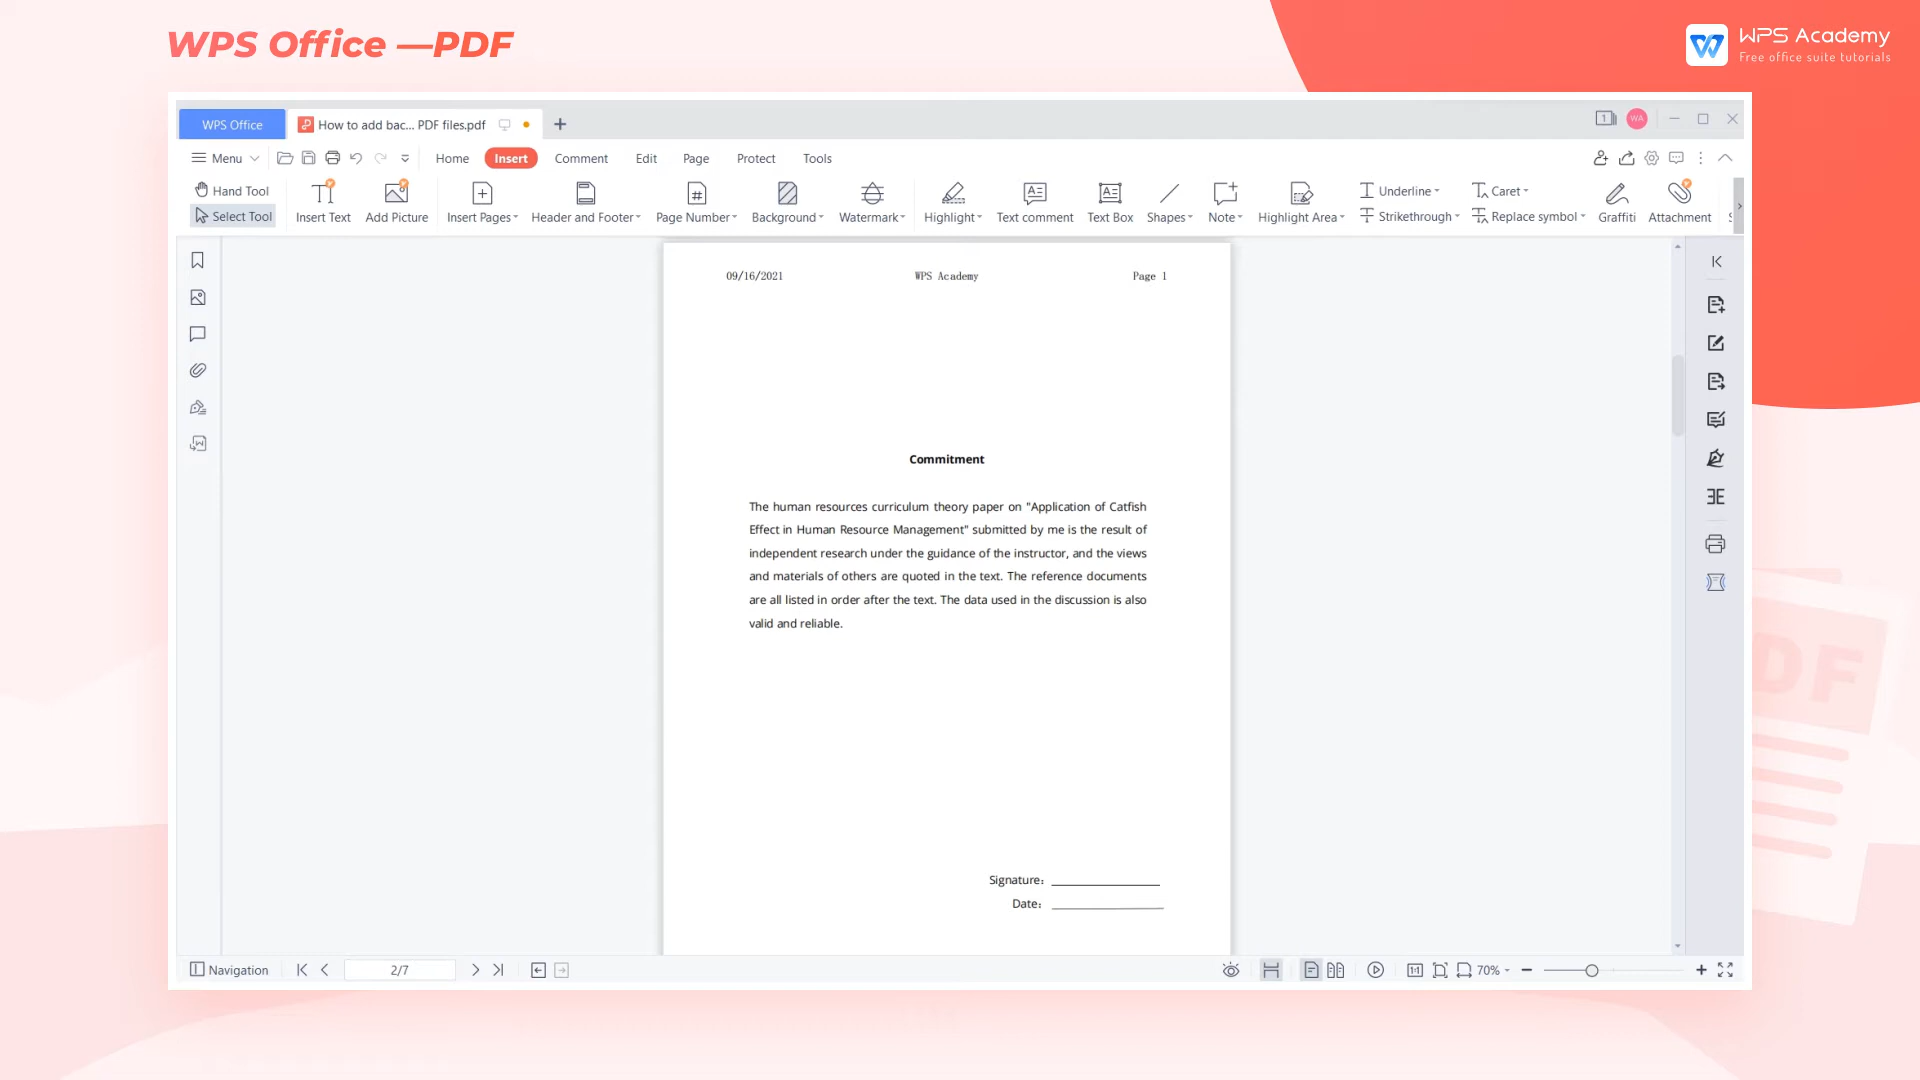 WPS Office —PDF
WPS Academy
Free office suite tutorials
WPS Office
How to add bac... PDF files.pdf
1
WA
Menu
Home
Insert
Comment
Edit
Page
Protect
Tools
Hand Tool
Select Tool
Insert Text
Add Picture
Insert Pages
Header and Footer
Page Number
Background
Watermark
Highlight
Text comment
Text Box
Shapes
Note
Highlight Area
Underline
Strikethrough
Caret
Replace symbol
Graffiti
Attachment
09/16/2021
WPS Academy
Page 1
Commitment
The human resources curriculum theory paper on "Application of Catfish
Effect in Human Resource Management" submitted by me is the result of
independent research under the guidance of the instructor, and the views
and materials of others are quoted in the text. The reference documents
are all listed in order after the text. The data used in the discussion is also
valid and reliable.
Signature:
Date:
PDF
Navigation
2/7
70%